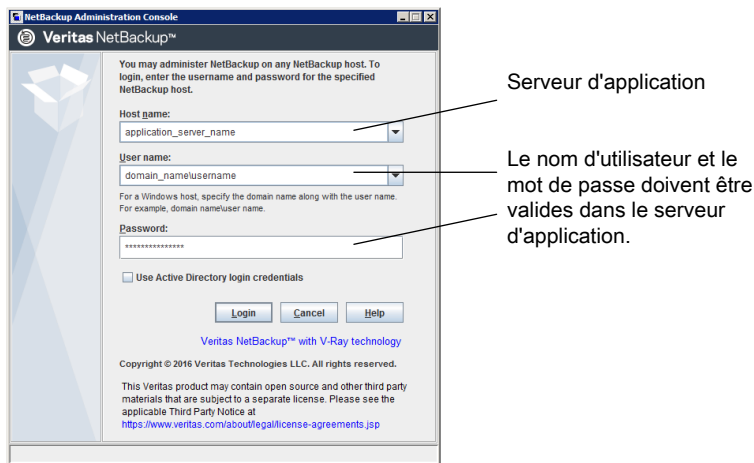 NetBackup Administration Console
Veritas NetBackup™
You may administer NetBackup on any NetBackup host. To
login, enter the username and password for the specified
NetBackup host.
Host name:
application_server_name
User name:
domain_name\username
For a Windows host, specify the domain name along with the user name.
For example, domain name\user name.
Password:
***************
Use Active Directory login credentials
Login Cancel Help
Veritas NetBackup™ with V-Ray technology
Copyright © 2016 Veritas Technologies LLC. All rights reserved.
This Veritas product may contain open source and other third party
materials that are subject to a separate license. Please see the
applicable Third Party Notice at
https://www.veritas.com/about/legal/license-agreements.jsp
Serveur d'application
Le nom d'utilisateur et le
mot de passe doivent être
valides dans le serveur
d'application.